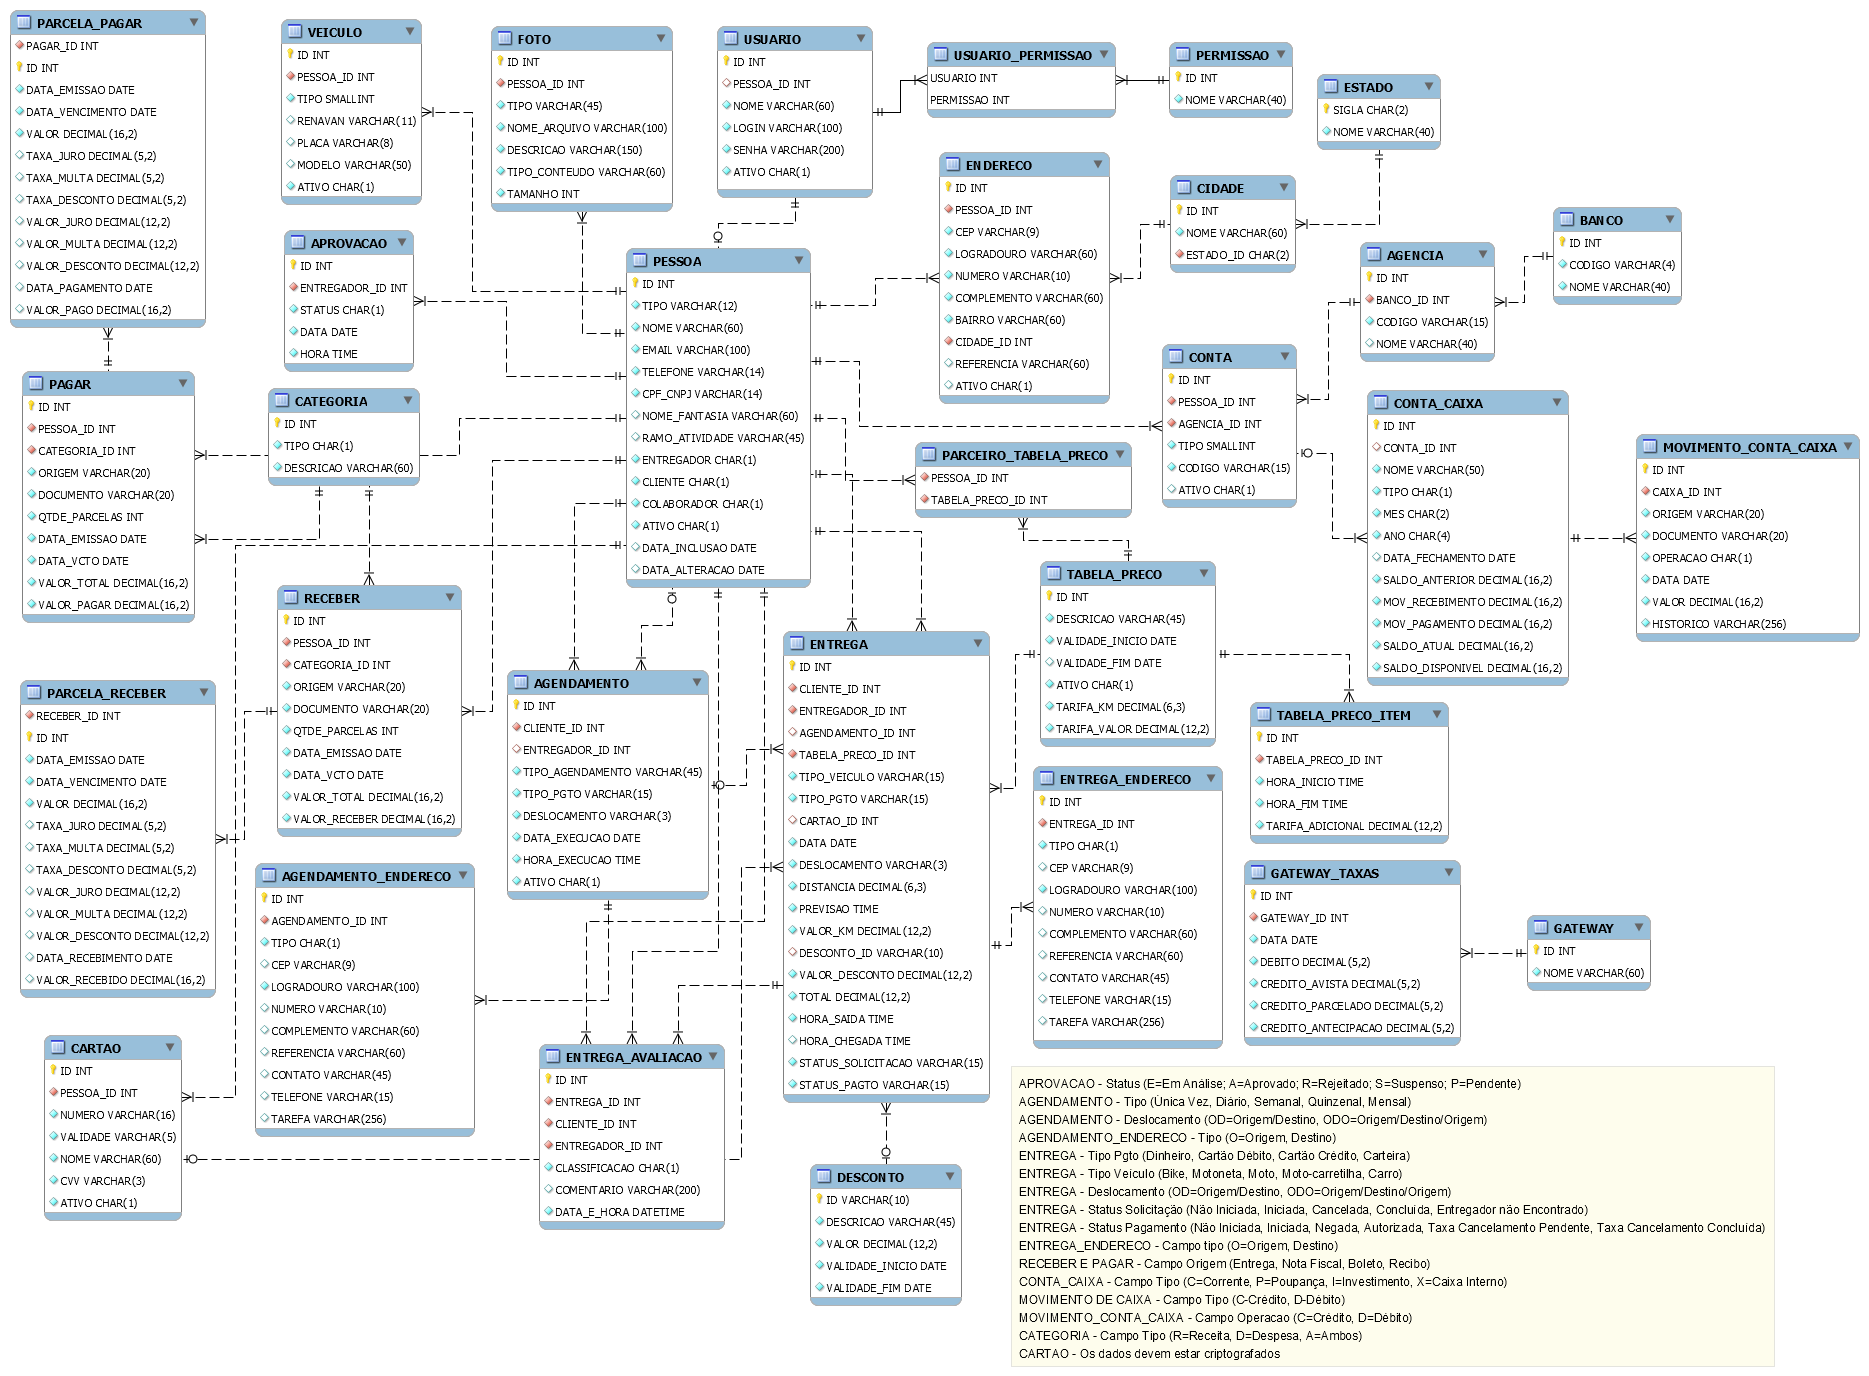 PARCELA_PAGAR
PAGAR_ID INT
ID INT
DATA_EMISSAO DATE
DATA_VENCIMENTO DATE
VALOR DECIMAL(16,2)
TAXA_JURO DECIMAL(5,2)
TAXA_MULTA DECIMAL(5,2)
TAXA_DESCONTO DECIMAL(5,2)
VALOR_JURO DECIMAL(12,2)
VALOR_MULTA DECIMAL(12,2)
VALOR_DESCONTO DECIMAL(12,2)
DATA_PAGAMENTO DATE
VALOR_PAGO DECIMAL(16,2)
VEICULO
ID INT
PESSOA_ID INT
TIPO SMALLINT
RENAVAN VARCHAR(11)
PLACA VARCHAR(8)
MODELO VARCHAR(50)
ATIVO CHAR(1)
FOTO
ID INT
PESSOA_ID INT
TIPO VARCHAR(45)
NOME_ARQUIVO VARCHAR(100)
DESCRICAO VARCHAR(150)
TIPO_CONTEUDO VARCHAR(60)
TAMANHO INT
USUARIO
ID INT
PESSOA_ID INT
NOME VARCHAR(60)
LOGIN VARCHAR(100)
SENHA VARCHAR(200)
ATIVO CHAR(1)
USUARIO_PERMISSAO
USUARIO INT
PERMISSAO INT
PERMISSAO
ID INT
NOME VARCHAR(40)
ESTADO
SIGLA CHAR(2)
NOME VARCHAR(40)
ENDERECO
ID INT
PESSOA_ID INT
CEP VARCHAR(9)
LOGRADOURO VARCHAR(60)
NUMERO VARCHAR(10)
COMPLEMENTO VARCHAR(60)
BAIRRO VARCHAR(60)
CIDADE_ID INT
REFERENCIA VARCHAR(60)
ATIVO CHAR(1)
CIDADE
ID INT
NOME VARCHAR(60)
ESTADO_ID CHAR(2)
BANCO
ID INT
CODIGO VARCHAR(4)
NOME VARCHAR(40)
AGENCIA
ID INT
BANCO_ID INT
CODIGO VARCHAR(15)
NOME VARCHAR(40)
APROVACAO
ID INT
ENTREGADOR_ID INT
STATUS CHAR(1)
DATA DATE
HORA TIME
PESSOA
ID INT
TIPO VARCHAR(12)
NOME VARCHAR(60)
EMAIL VARCHAR(100)
TELEFONE VARCHAR(14)
CPF_CNPJ VARCHAR(14)
NOME_FANTASIA VARCHAR(60)
RAMO_ATIVIDADE VARCHAR(45)
ENTREGADOR CHAR(1)
CLIENTE CHAR(1)
COLABORADOR CHAR(1)
ATIVO CHAR(1)
DATA_INCLUSAO DATE
DATA_ALTERACAO DATE
CONTA
ID INT
PESSOA_ID INT
AGENCIA_ID INT
TIPO SMALLINT
CODIGO VARCHAR(15)
ATIVO CHAR(1)
PAGAR
ID INT
PESSOA_ID INT
CATEGORIA_ID INT
ORIGEM VARCHAR(20)
DOCUMENTO VARCHAR(20)
QTDE_PARCELAS INT
DATA_EMISSAO DATE
DATA_VCTO DATE
VALOR_TOTAL DECIMAL(16,2)
VALOR_PAGAR DECIMAL(16,2)
CATEGORIA
ID INT
TIPO CHAR(1)
DESCRICAO VARCHAR(60)
CONTA_CAIXA
ID INT
CONTA_ID INT
NOME VARCHAR(50)
TIPO CHAR(1)
MES CHAR(2)
ANO CHAR(4)
DATA_FECHAMENTO DATE
SALDO_ANTERIOR DECIMAL(16,2)
MOV_RECEBIMENTO DECIMAL(16,2)
MOV_PAGAMENTO DECIMAL(16,2)
SALDO_ATUAL DECIMAL(16,2)
SALDO_DISPONIVEL DECIMAL(16,2)
MOVIMENTO_CONTA_CAIXA
ID INT
CAIXA_ID INT
ORIGEM VARCHAR(20)
DOCUMENTO VARCHAR(20)
OPERACAO CHAR(1)
DATA DATE
VALOR DECIMAL(16,2)
HISTORICO VARCHAR(256)
PARCEIRO_TABELA_PRECO
PESSOA_ID INT
TABELA_PRECO_ID INT
TABELA_PRECO
ID INT
DESCRICAO VARCHAR(45)
VALIDADE_INICIO DATE
VALIDADE_FIM DATE
ATIVO CHAR(1)
TARIFA_KM DECIMAL(6,3)
TARIFA_VALOR DECIMAL(12,2)
RECEBER
ID INT
PESSOA_ID INT
CATEGORIA_ID INT
ORIGEM VARCHAR(20)
DOCUMENTO VARCHAR(20)
QTDE_PARCELAS INT
DATA_EMISSAO DATE
DATA_VCTO DATE
VALOR_TOTAL DECIMAL(16,2)
VALOR_RECEBER DECIMAL(16,2)
ENTREGA
ID INT
CLIENTE_ID INT
ENTREGADOR_ID INT
AGENDAMENTO_ID INT
TABELA_PRECO_ID INT
TIPO_VEICULO VARCHAR(15)
TIPO_PGTO VARCHAR(15)
CARTAO_ID INT
DATA DATE
DESLOCAMENTO VARCHAR(3)
DISTANCIA DECIMAL(6,3)
PREVISAO TIME
VALOR_KM DECIMAL(12,2)
DESCONTO_ID VARCHAR(10)
VALOR_DESCONTO DECIMAL(12,2)
TOTAL DECIMAL(12,2)
HORA_SAIDA TIME
HORA_CHEGADA TIME
STATUS_SOLICITACAO VARCHAR(15)
STATUS_PAGTO VARCHAR(15)
PARCELA_RECEBER
RECEBER_ID INT
ID INT
DATA_EMISSAO DATE
DATA_VENCIMENTO DATE
VALOR DECIMAL(16,2)
TAXA_JURO DECIMAL(5,2)
TAXA_MULTA DECIMAL(5,2)
TAXA_DESCONTO DECIMAL(5,2)
VALOR_JURO DECIMAL(12,2)
VALOR_MULTA DECIMAL(12,2)
VALOR_DESCONTO DECIMAL(12,2)
DATA_RECEBIMENTO DATE
VALOR_RECEBIDO DECIMAL(16,2)
AGENDAMENTO
ID INT
CLIENTE_ID INT
ENTREGADOR_ID INT
TIPO_AGENDAMENTO VARCHAR(45)
TIPO_PGTO VARCHAR(15)
DESLOCAMENTO VARCHAR(3)
DATA_EXECUCAO DATE
HORA_EXECUCAO TIME
ATIVO CHAR(1)
TABELA_PRECO_ITEM
ID INT
TABELA_PRECO_ID INT
HORA_INICIO TIME
HORA_FIM TIME
TARIFA_ADICIONAL DECIMAL(12,2)
ENTREGA_ENDERECO
ID INT
ENTREGA_ID INT
TIPO CHAR(1)
CEP VARCHAR(9)
LOGRADOURO VARCHAR(100)
NUMERO VARCHAR(10)
COMPLEMENTO VARCHAR(60)
REFERENCIA VARCHAR(60)
CONTATO VARCHAR(45)
TELEFONE VARCHAR(15)
TAREFA VARCHAR(256)
AGENDAMENTO_ENDERECO
ID INT
AGENDAMENTO_ID INT
TIPO CHAR(1)
CEP VARCHAR(9)
LOGRADOURO VARCHAR(100)
NUMERO VARCHAR(10)
COMPLEMENTO VARCHAR(60)
REFERENCIA VARCHAR(60)
CONTATO VARCHAR(45)
TELEFONE VARCHAR(15)
TAREFA VARCHAR(256)
GATEWAY_TAXAS
ID INT
GATEWAY_ID INT
DATA DATE
DEBITO DECIMAL(5,2)
CREDITO_AVISTA DECIMAL(5,2)
CREDITO_PARCELADO DECIMAL(5,2)
CREDITO_ANTECIPACAO DECIMAL(5,2)
GATEWAY
ID INT
NOME VARCHAR(60)
CARTAO
ID INT
PESSOA_ID INT
NUMERO VARCHAR(16)
VALIDADE VARCHAR(5)
NOME VARCHAR(60)
CVV VARCHAR(3)
ATIVO CHAR(1)
ENTREGA_AVALIACAO
ID INT
ENTREGA_ID INT
CLIENTE_ID INT
ENTREGADOR_ID INT
CLASSIFICACAO CHAR(1)
COMENTARIO VARCHAR(200)
DATA_E_HORA DATETIME
DESCONTO
ID VARCHAR(10)
DESCRICAO VARCHAR(45)
VALOR DECIMAL(12,2)
VALIDADE_INICIO DATE
VALIDADE_FIM DATE
APROVACAO - Status (E=Em Análise; A=Aprovado; R=Rejeitado; S=Suspenso; P=Pendente)
AGENDAMENTO - Tipo (Única Vez, Diário, Semanal, Quinzenal, Mensal)
AGENDAMENTO - Deslocamento (OD=Origem/Destino, ODO=Origem/Destino/Origem)
AGENDAMENTO_ENDERECO - Tipo (O=Origem, Destino)
ENTREGA - Tipo Pgto (Dinheiro, Cartão Débito, Cartão Crédito, Carteira)
ENTREGA - Tipo Veículo (Bike, Motoneta, Moto, Moto-carretilha, Carro)
ENTREGA - Deslocamento (OD=Origem/Destino, ODO=Origem/Destino/Origem)
ENTREGA - Status Solicitação (Não Iniciada, Iniciada, Cancelada, Concluída, Entregador não Encontrado)
ENTREGA - Status Pagamento (Não Iniciada, Iniciada, Negada, Autorizada, Taxa Cancelamento Pendente, Taxa Cancelamento Concluída)
ENTREGA_ENDERECO - Campo tipo (O=Origem, Destino)
RECEBER E PAGAR - Campo Origem (Entrega, Nota Fiscal, Boleto, Recibo)
CONTA_CAIXA - Campo Tipo (C=Corrente, P=Poupança, I=Investimento, X=Caixa Interno)
MOVIMENTO DE CAIXA - Campo Tipo (C-Crédito, D-Débito)
MOVIMENTO_CONTA_CAIXA - Campo Operacao (C=Crédito, D=Débito)
CATEGORIA - Campo Tipo (R=Receita, D=Despesa, A=Ambos)
CARTAO - Os dados devem estar criptografados